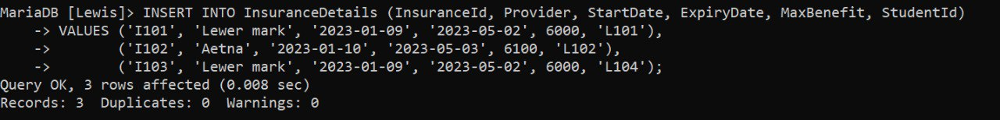 MariaDB [Lewis]> INSERT INTO InsuranceDetails (InsuranceId, Provider, StartDate, ExpiryDate, MaxBenefit, StudentId)
    -> VALUES ('I101', 'Lewer mark', '2023-01-09', '2023-05-02', 6000, 'L101'),
    ->        ('I102', 'Aetna', '2023-01-10', '2023-05-03', 6100, 'L102'),
    ->        ('I103', 'Lewer mark', '2023-01-09', '2023-05-02', 6000, 'L104');
Query OK, 3 rows affected (0.008 sec)
Records: 3  Duplicates: 0  Warnings: 0